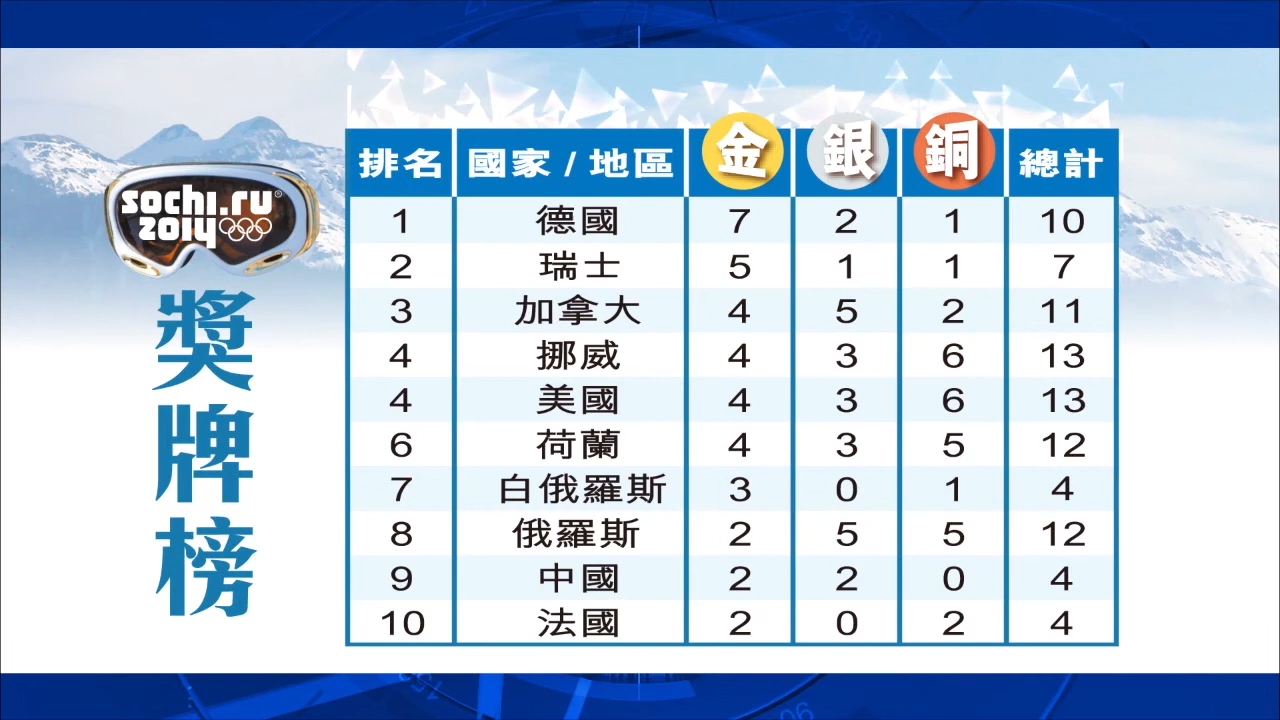 sochi.ru®
2014
獎牌榜
排名 國家/地區 金 銀 銅 總計
1 德國 7 2 1 10
2 瑞士 5 1 1 7
3 加拿大 4 5 2 11
4 挪威 4 3 6 13
4 美國 4 3 6 13
6 荷蘭 4 3 5 12
7 白俄羅斯 3 0 1 4
8 俄羅斯 2 5 5 12
9 中國 2 2 0 4
10 法國 2 0 2 4